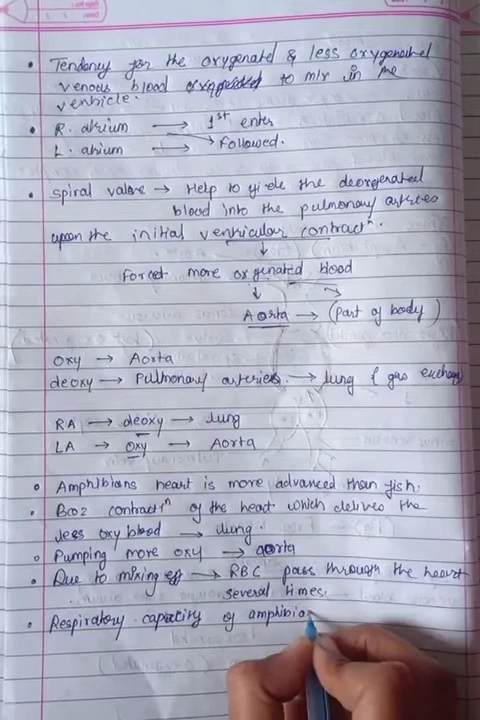 • Tendency for the oxygenated & less oxygenated
venous blood to mix in the
ventricle.
• R. atrium → 1st enter
L. atrium → followed.
• Spiral valve → Help to the deoxygenated
blood into the pulmonary arteries
upon the initial ventricular contractn.
↓
forced more oxygenated blood
↓
Aorta → (part of body)
Oxy → Aorta
deoxy → Pulmonary arteries → lung { gas exchang
RA → deoxy → lung
LA → oxy → Aorta
• Amphibians heart is more advanced than fish.
• Bcoz contractn of the heart which delives the
less oxy blood → lung.
• Pumping more oxy → aorta
• Due to mixing → RBC pass through the heart
several times.
• Respiratory capacity of amphibia